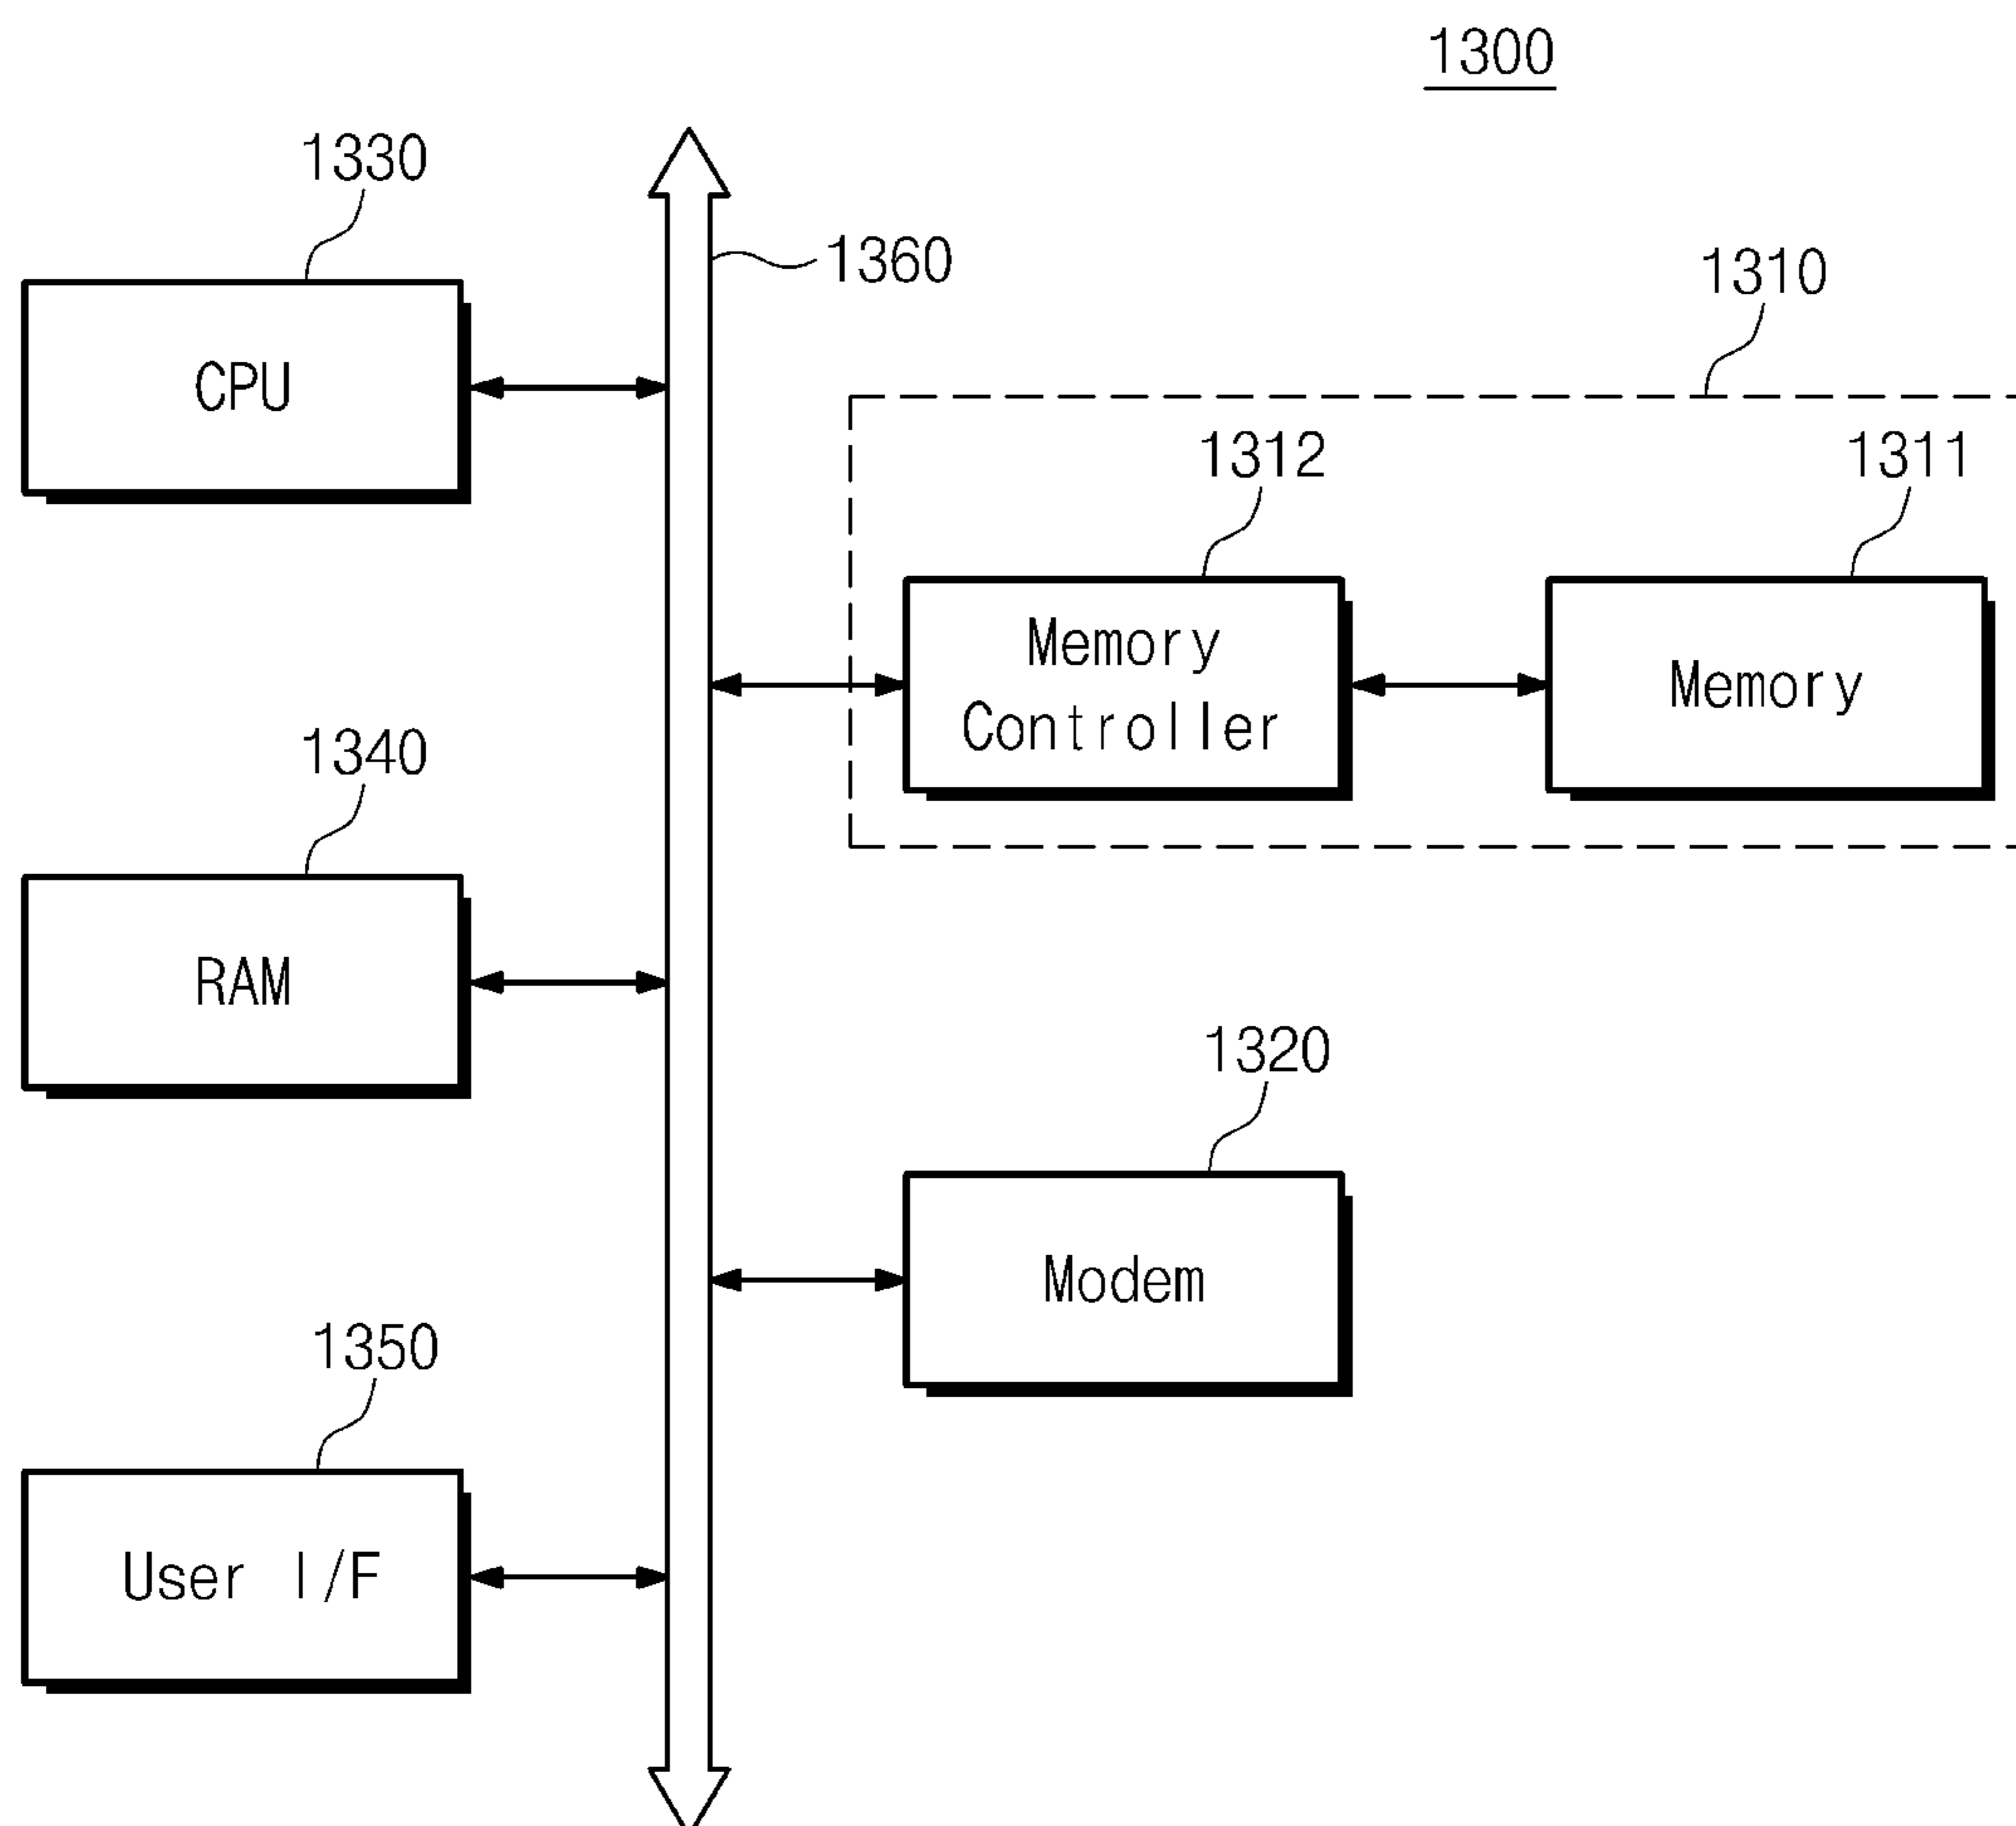 1300
1330
1360
1310
CPU
1312
1311
Memory
Controller
Memory
1340
RAM
1320
Modem
1350
User I/F